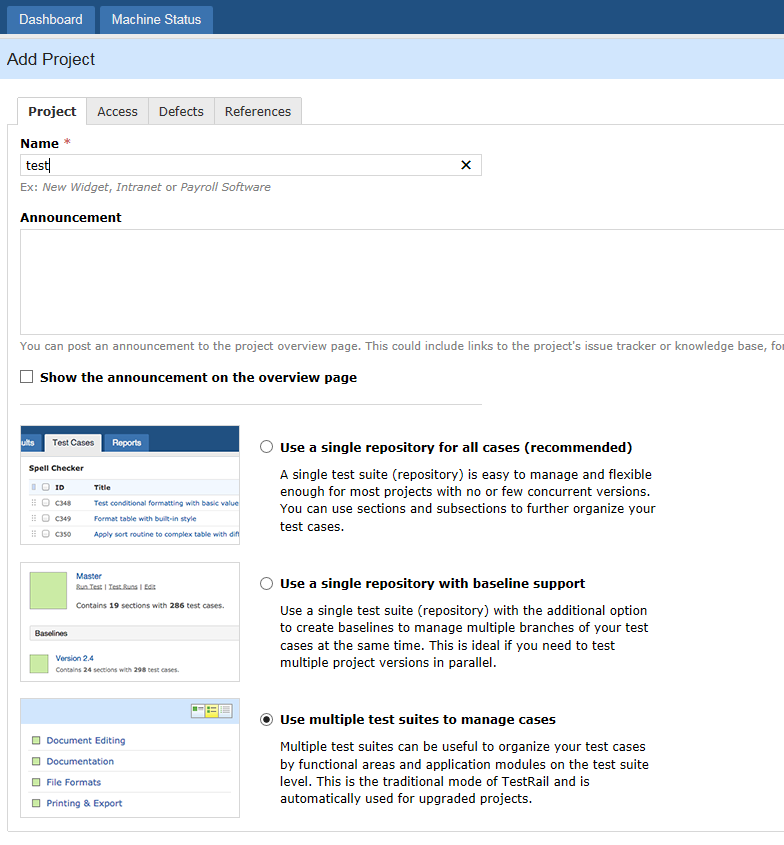 Dashboard
Machine Status
Add Project
Project
Access
Defects
References
Name *
test
Ex: New Widget, Intranet or Payroll Software
Announcement
You can post an announcement to the project overview page. This could include links to the project's issue tracker or knowledge base, for
Show the announcement on the overview page
ults
Test Cases
Reports
Spell Checker
ID Title
C348 Test conditional formatting with basic value
C349 Format table with built-in style
C350 Apply sort routine to complex table with dif
Use a single repository for all cases (recommended)
A single test suite (repository) is easy to manage and flexible
enough for most projects with no or few concurrent versions.
You can use sections and subsections to further organize your
test cases.
Master
Run Test | Test Runs | Edit
Contains 19 sections with 286 test cases.
Baselines
Version 2.4
Contains 24 sections with 298 test cases.
Use a single repository with baseline support
Use a single test suite (repository) with the additional option
to create baselines to manage multiple branches of your test
cases at the same time. This is ideal if you need to test
multiple project versions in parallel.
Document Editing
Documentation
File Formats
Printing & Export
Use multiple test suites to manage cases
Multiple test suites can be useful to organize your test cases
by functional areas and application modules on the test suite
level. This is the traditional mode of TestRail and is
automatically used for upgraded projects.